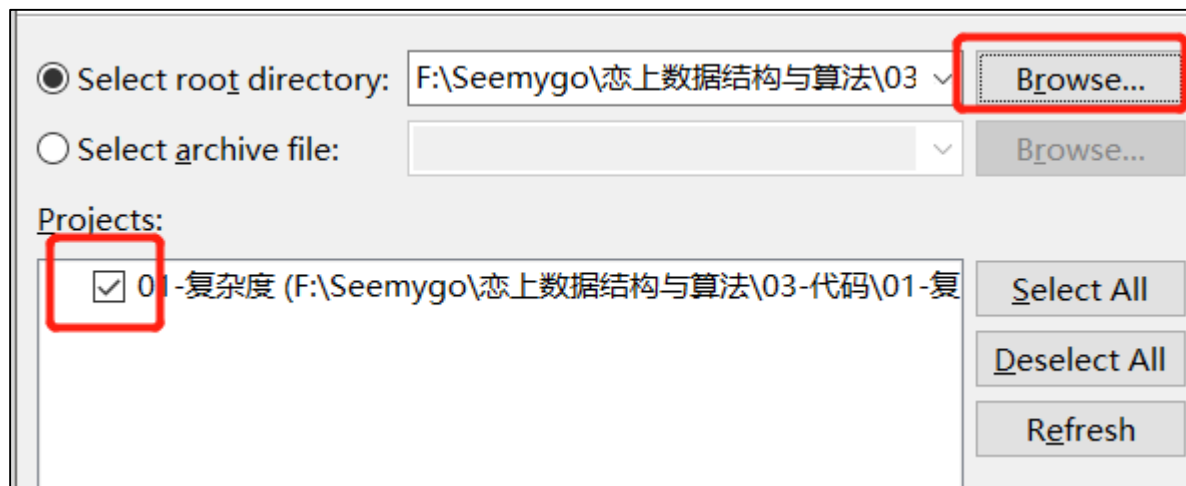 Select root directory: F:\Seemygo\恋上数据结构与算法\03 Browse...
Select archive file: Browse...
Projects:
01-复杂度 (F:\Seemygo\恋上数据结构与算法\03-代码\01-复 Select All
Deselect All
Refresh